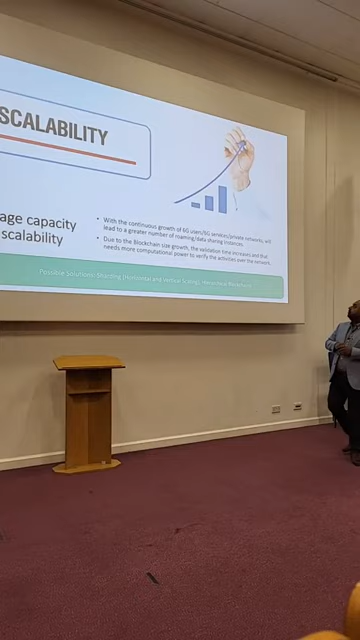 SCALABILITY
age capacity
scalability
• With the continuous growth of 6G user/5G services/private networks, will
lead to a greater number of roaming/data sharing instances.
• Due to the Blockchain size growth, the validation time increases and that
needs more computational power to verify the activities over the network.
Possible Solutions: Sharding (Horizontal and Vertical Scaling), Hierarchical Blockchains